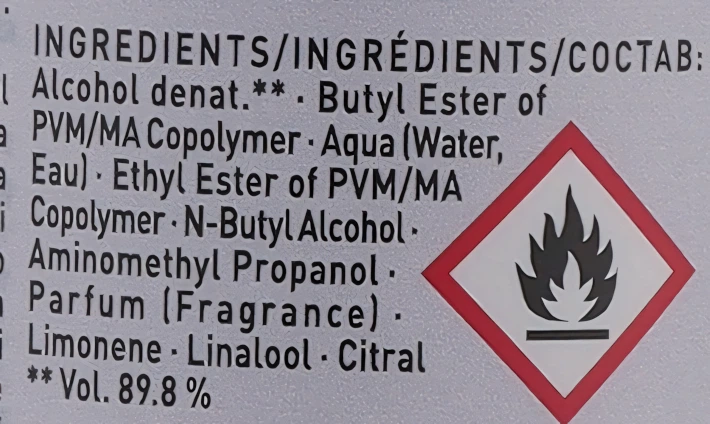 INGREDIENTS/INGRÉDIENTS/СОСТАВ:
Alcohol denat.** · Butyl Ester of
PVM/MA Copolymer · Aqua (Water,
Eau) · Ethyl Ester of PVM/MA
Copolymer · N-Butyl Alcohol ·
Aminomethyl Propanol ·
Parfum (Fragrance) ·
Limonene · Linalool · Citral
** Vol. 89.8 %